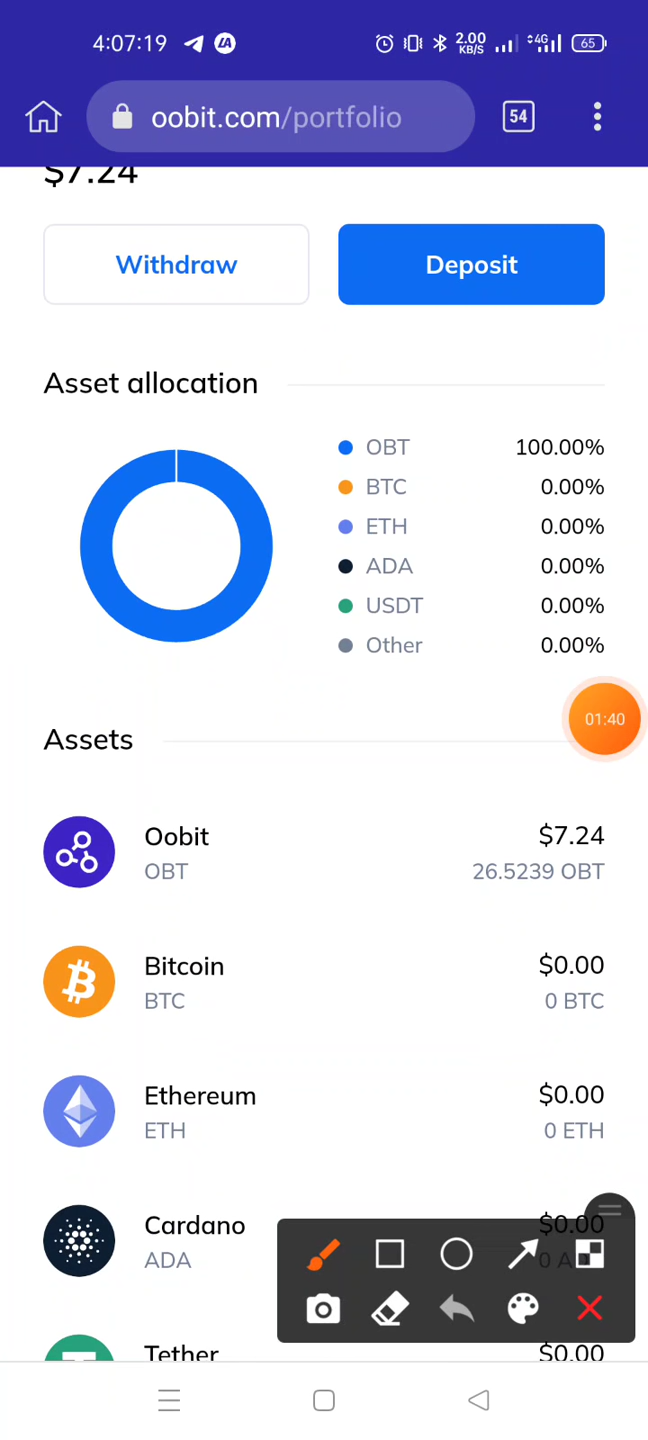 4:07:19 LA 2.00 KB/S 4G 65
oobit.com/portfolio 54
$7.24
Withdraw Deposit
Asset allocation
OBT 100.00%
BTC 0.00%
ETH 0.00%
ADA 0.00%
USDT 0.00%
Other 0.00%
01:40
Assets
Oobit $7.24
OBT 26.5239 OBT
Bitcoin $0.00
BTC 0 BTC
Ethereum $0.00
ETH 0 ETH
Cardano $0.00
ADA 0 A
Tether $0.00